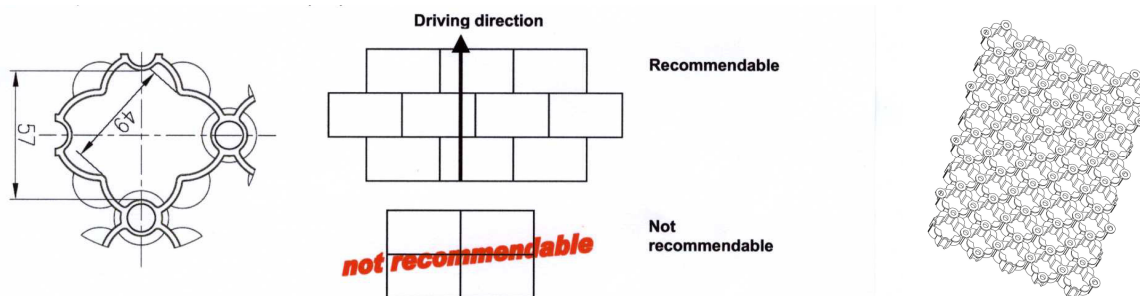 57
49
Driving direction
Recommendable
not recommendable
Not
recommendable